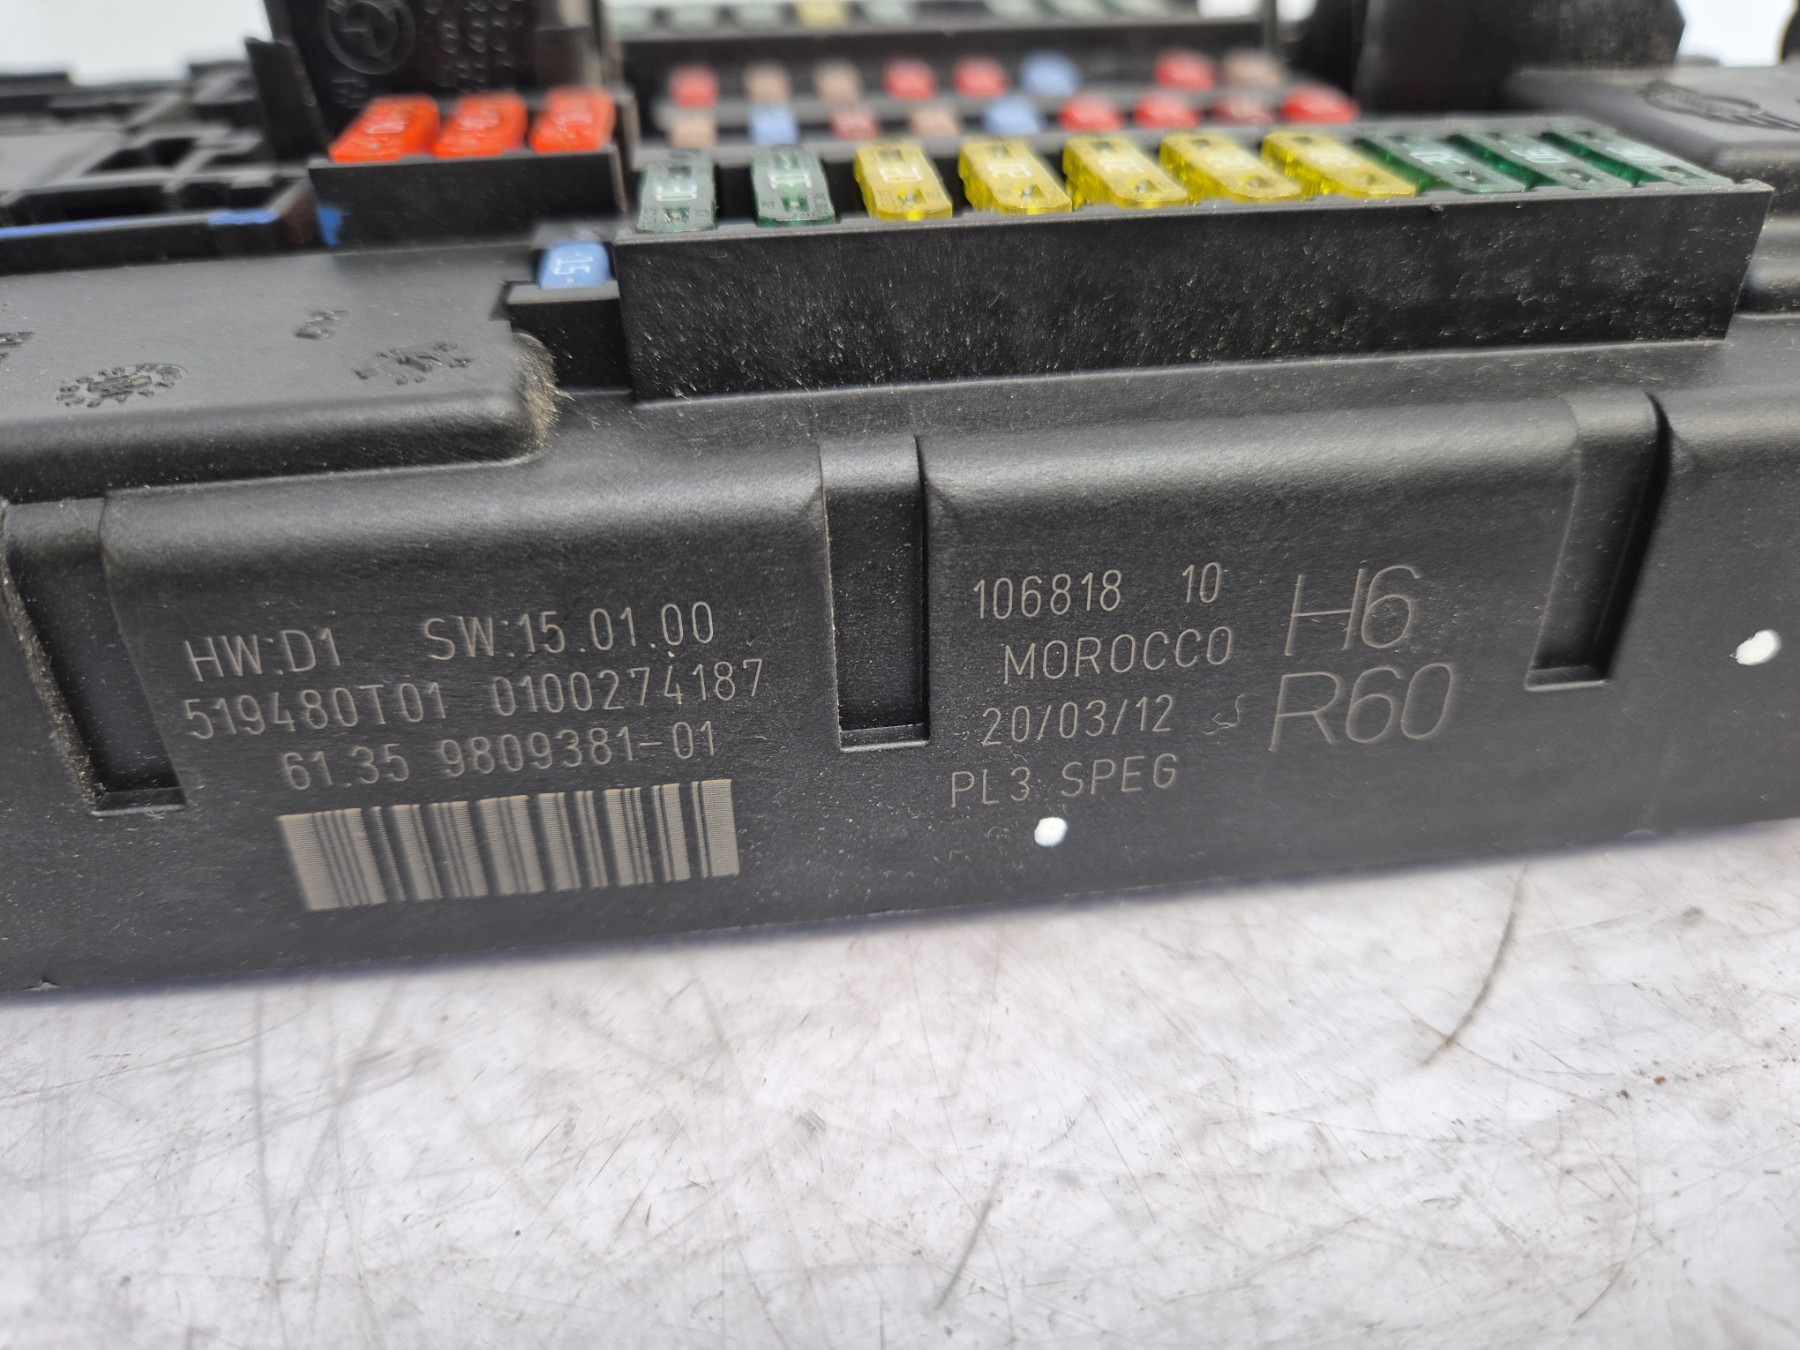 HW:D1 SW:15.01.00
519480T01 0100274187
61.35 9809381-01
106818 10
MOROCCO
20/03/12
PL3 SPEG
H6
R60
15